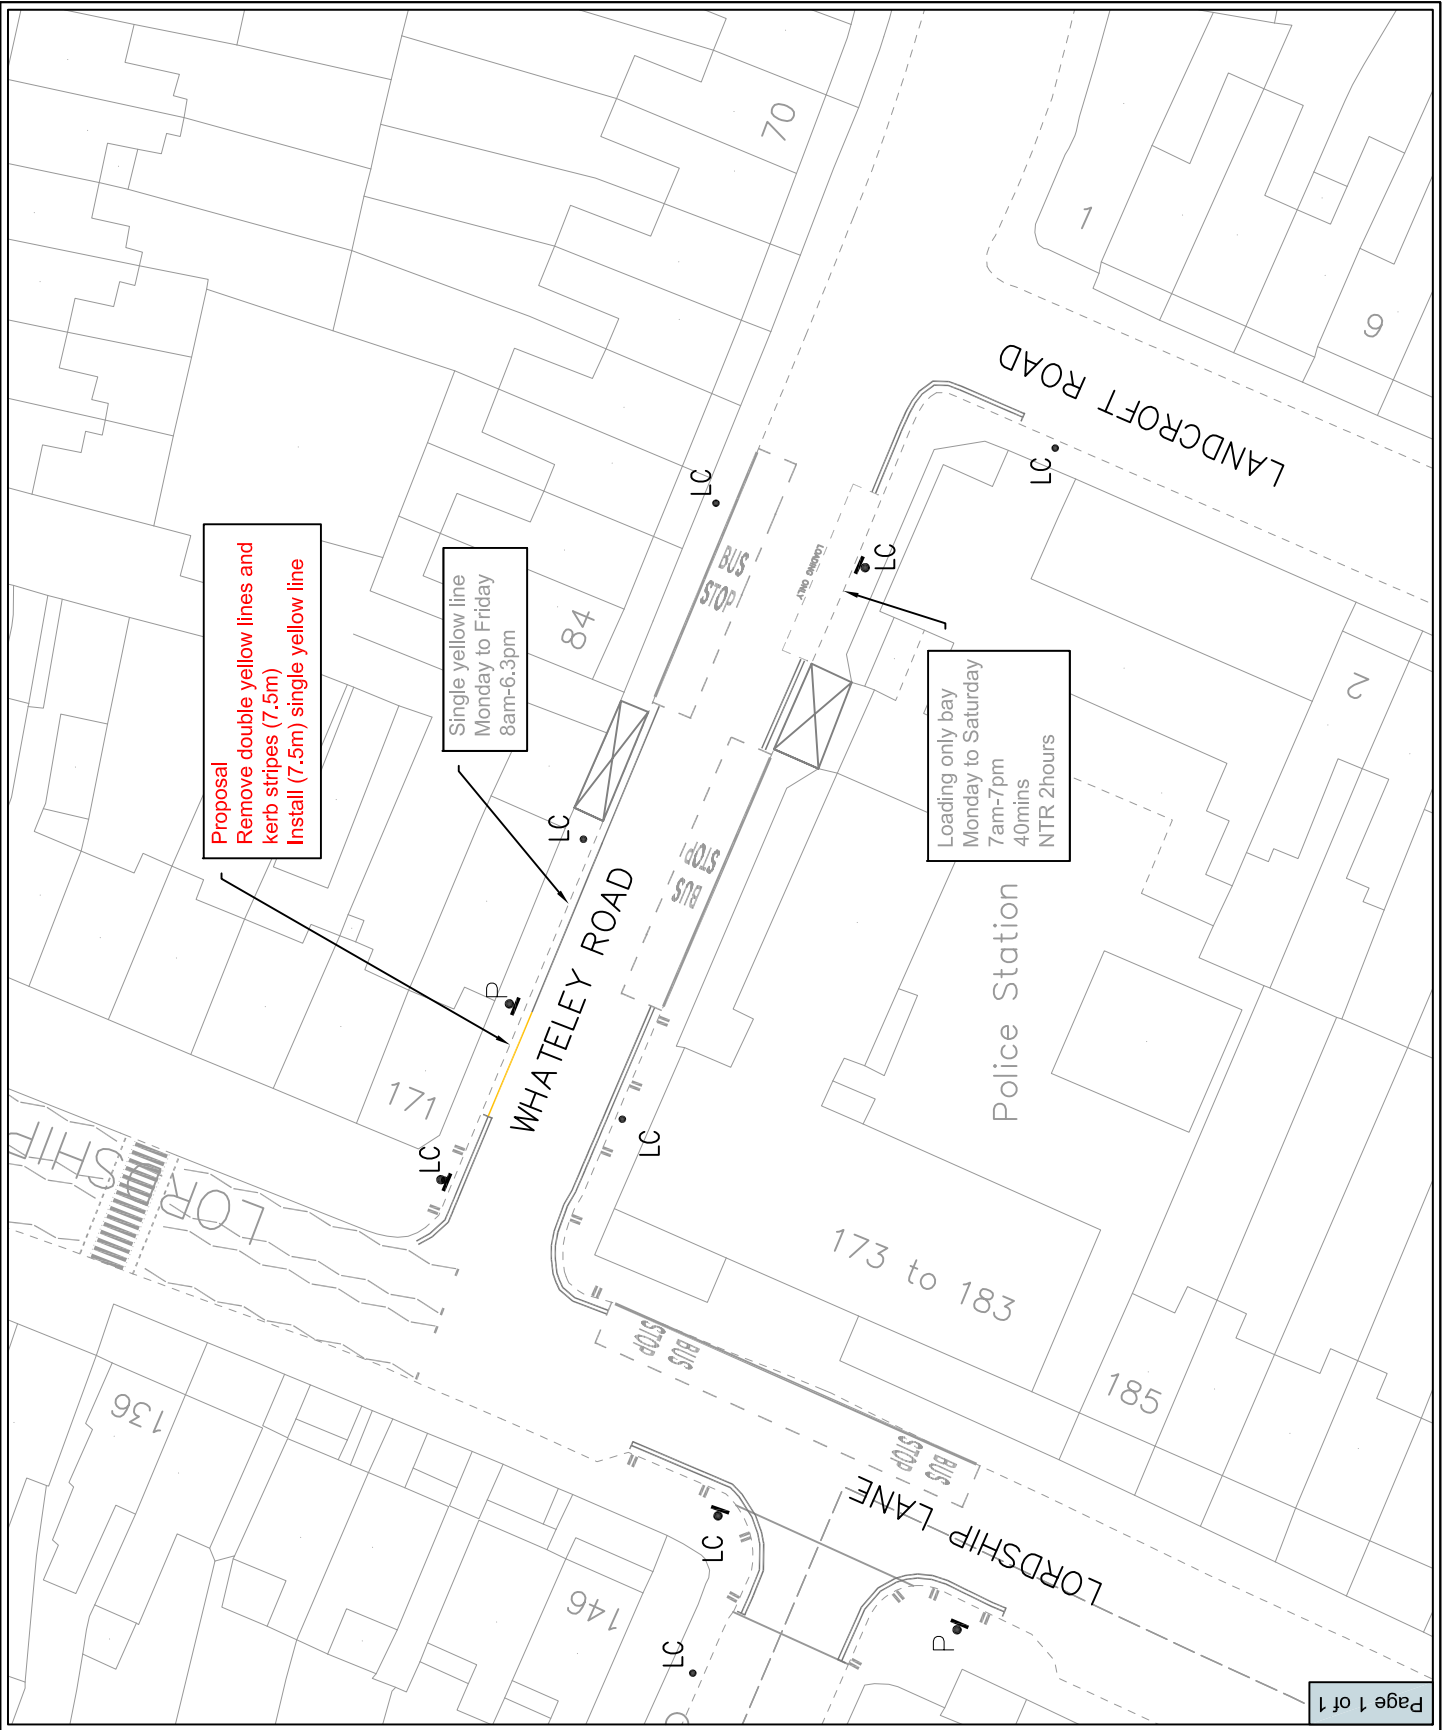 Proposal
Remove double yellow lines and
kerb stripes (7.5m)
Install (7.5m) single yellow line
Single yellow line
Monday to Friday
8am-6.3pm
Loading only bay
Monday to Saturday
7am-7pm
40mins
NTR 2hours
WHATELEY ROAD
LANDCROFT ROAD
LORDSHIP LANE
LORDSHIP
Police Station
BUS
STOP
BUS
STOP
BUS
STOP
BUS
STOP
LOADING ONLY
70
84
171
173 to 183
185
136
146
1
9
2
LC
LC
LC
LC
LC
LC
LC
LC
P
P
Page 1 of 1